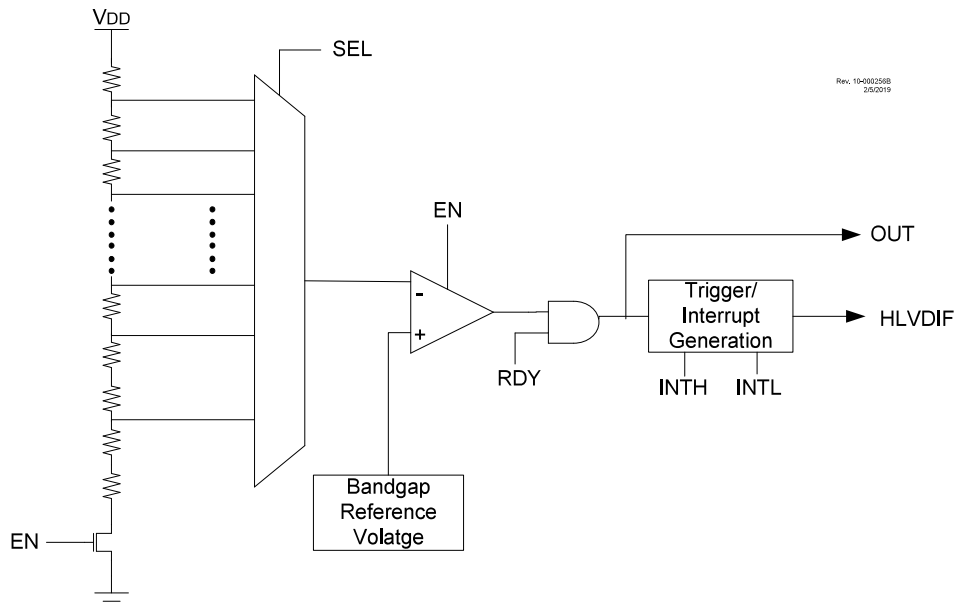 VDD
SEL
Rev. 10-000256B
2/5/2019
EN
OUT
-
+
Trigger/
Interrupt
Generation
HLVDIF
RDY
INTH
INTL
Bandgap
Reference
Volatge
EN